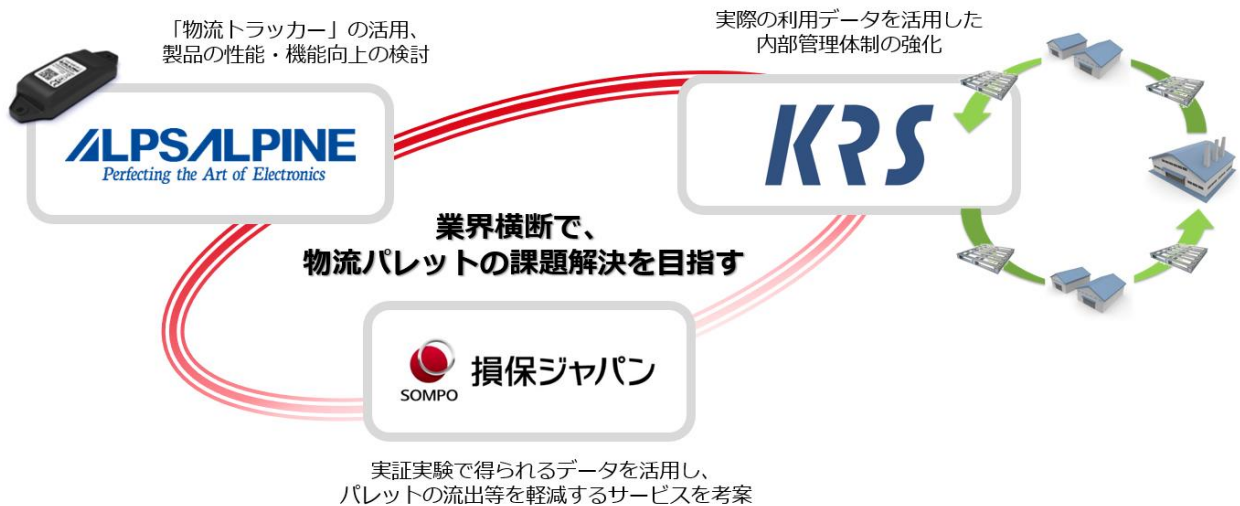 「物流トラッカー」の活用、
製品の性能・機能向上の検討
実際の利用データを活用した
内部管理体制の強化
ALPSALPINE
Perfecting the Art of Electronics
KRS
業界横断で、
物流パレットの課題解決を目指す
SOMPO
損保ジャパン
実証実験で得られるデータを活用し、
パレットの流出等を軽減するサービスを考案